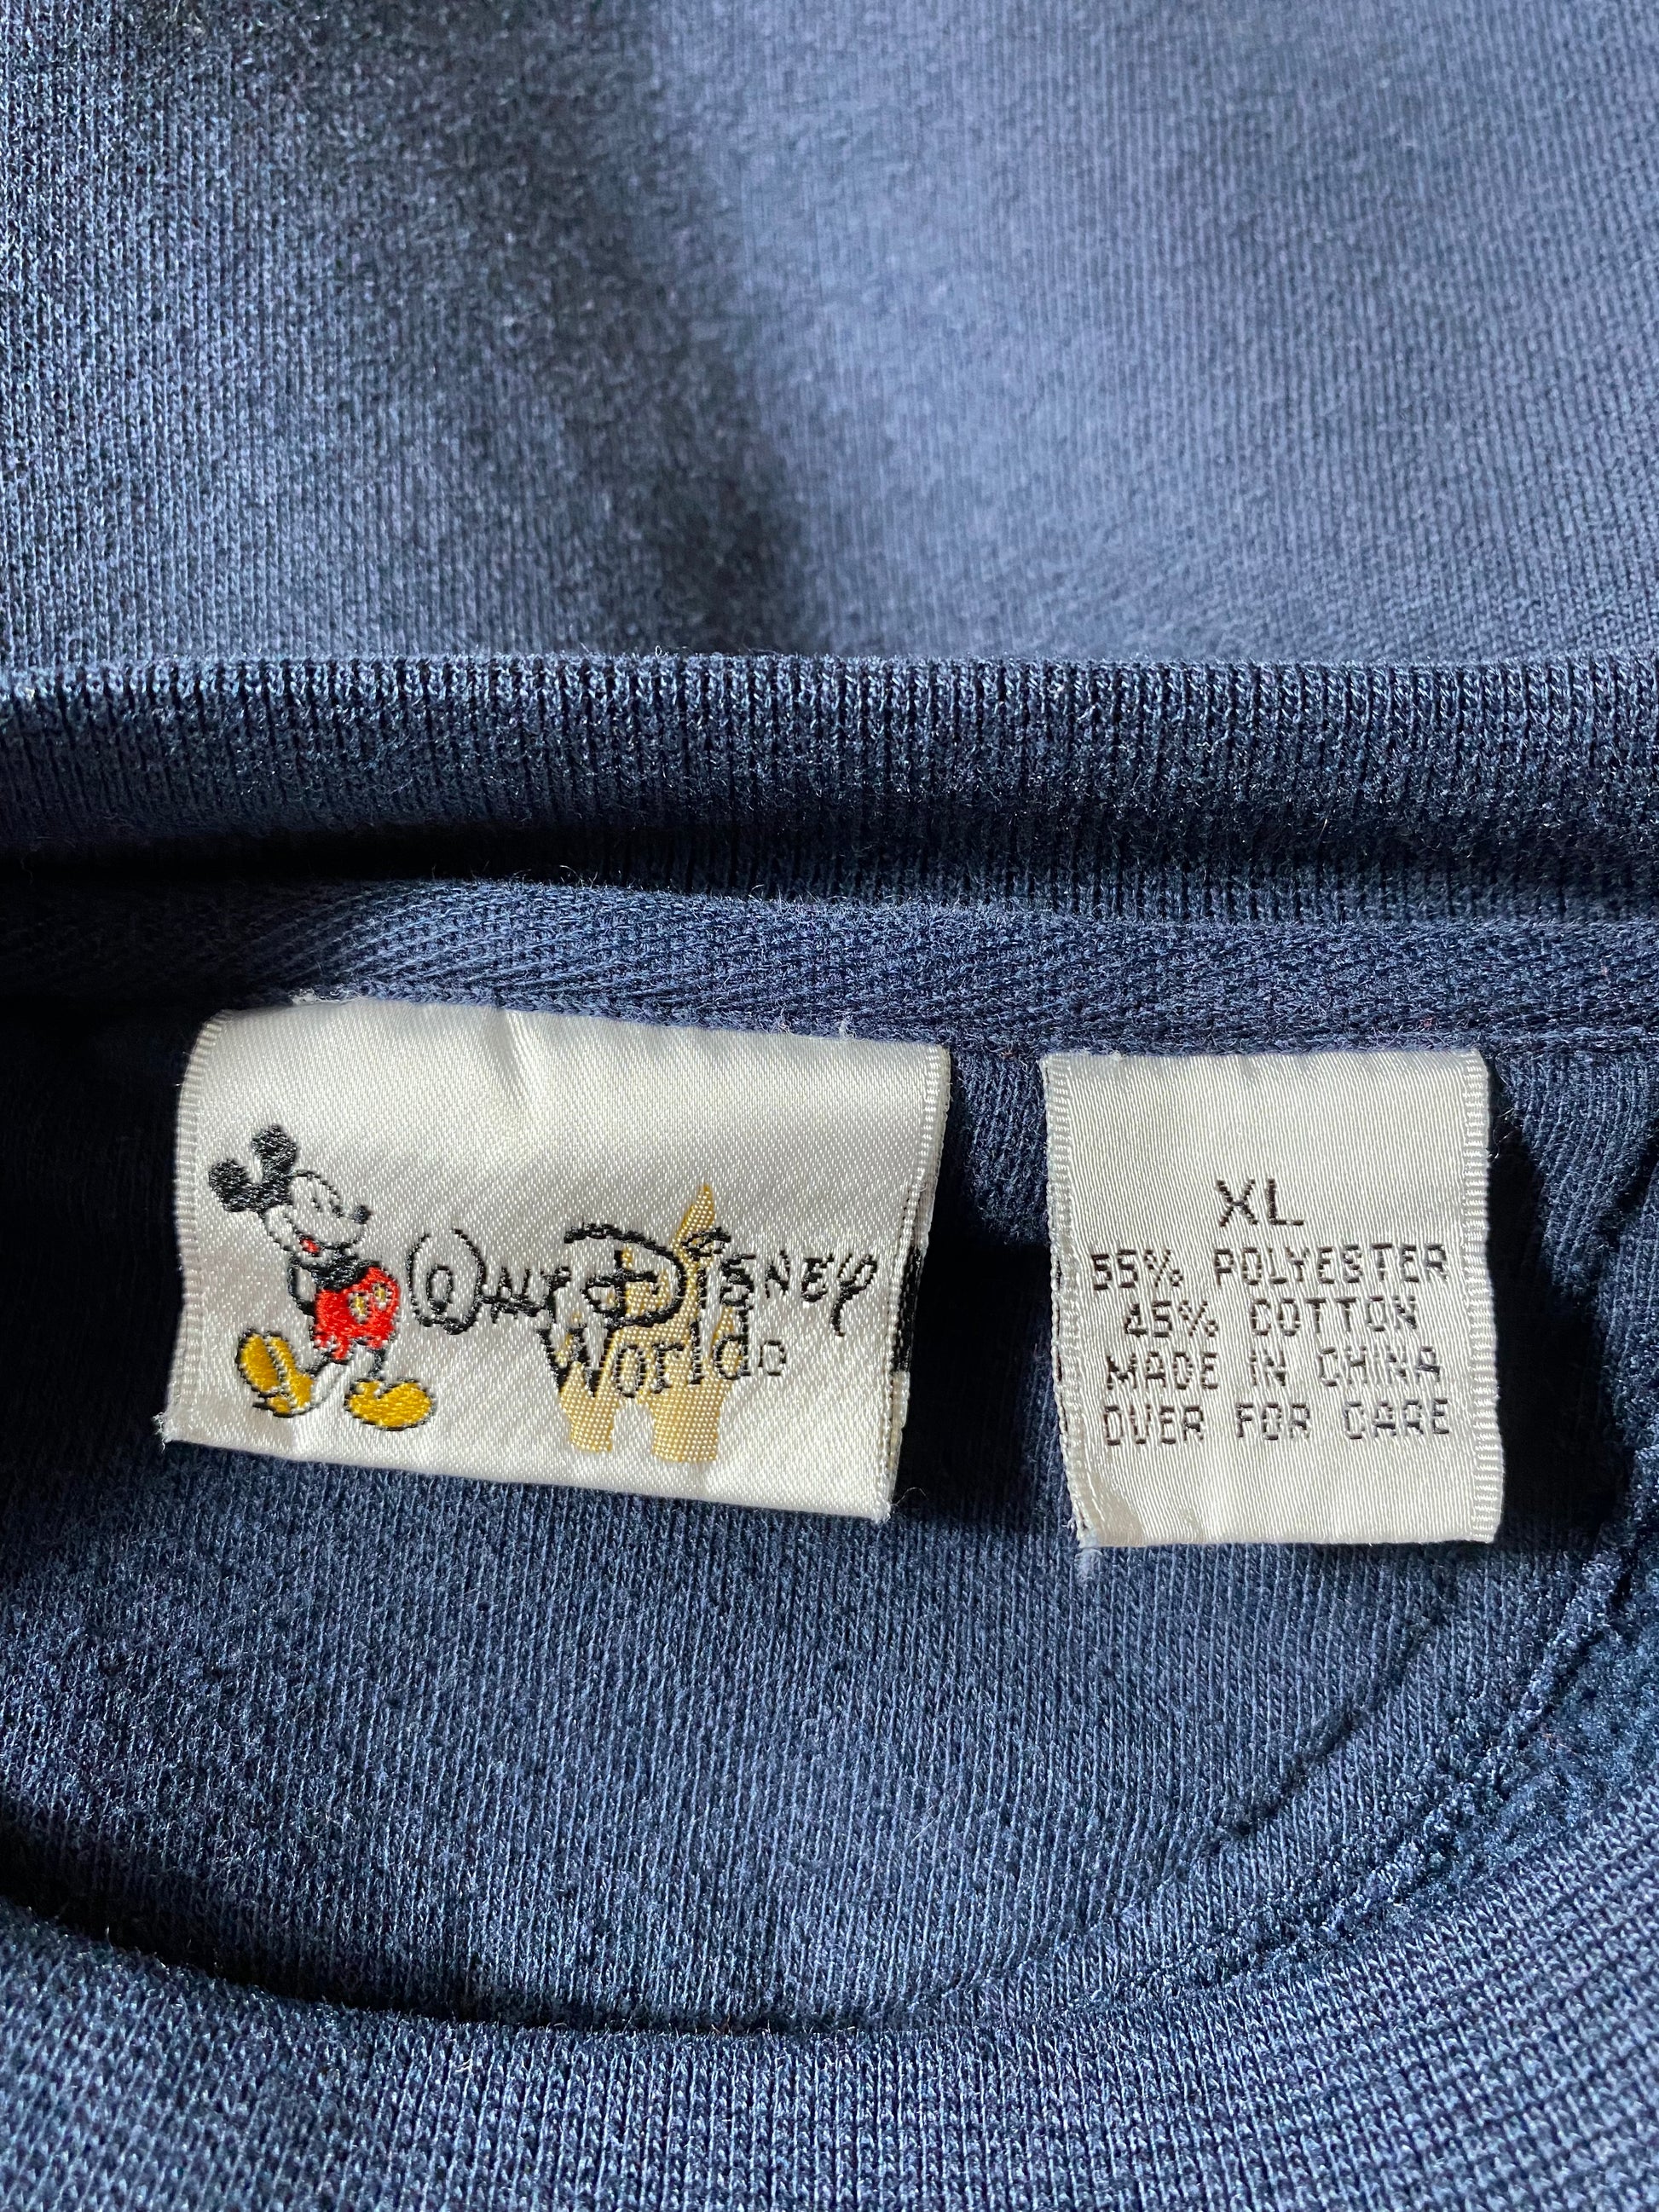 Walt Disney
World®
XL
55% POLYESTER
45% COTTON
MADE IN CHINA
OVER FOR CARE